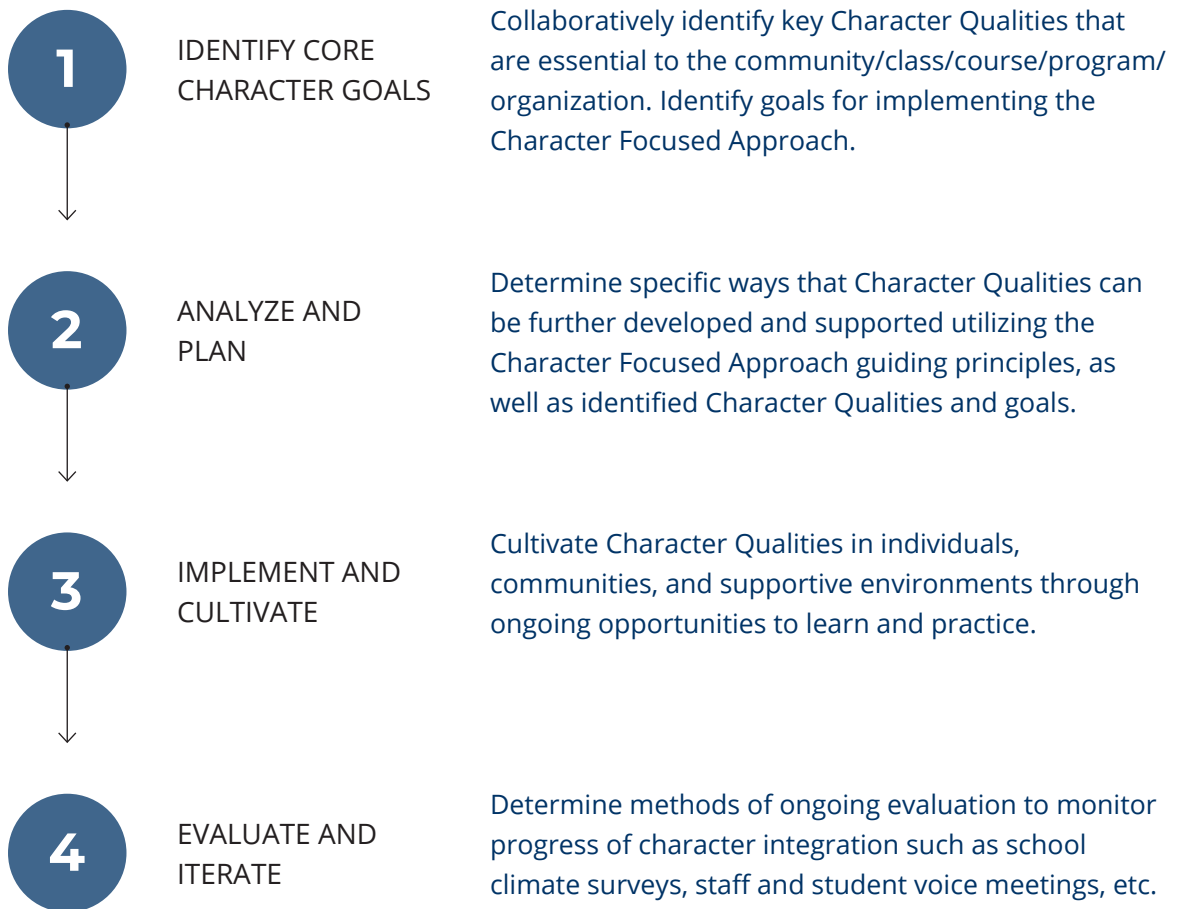 1
IDENTIFY CORE
CHARACTER GOALS
Collaboratively identify key Character Qualities that
are essential to the community/class/course/program/
organization. Identify goals for implementing the
Character Focused Approach.
2
ANALYZE AND
PLAN
Determine specific ways that Character Qualities can
be further developed and supported utilizing the
Character Focused Approach guiding principles, as
well as identified Character Qualities and goals.
3
IMPLEMENT AND
CULTIVATE
Cultivate Character Qualities in individuals,
communities, and supportive environments through
ongoing opportunities to learn and practice.
4
EVALUATE AND
ITERATE
Determine methods of ongoing evaluation to monitor
progress of character integration such as school
climate surveys, staff and student voice meetings, etc.